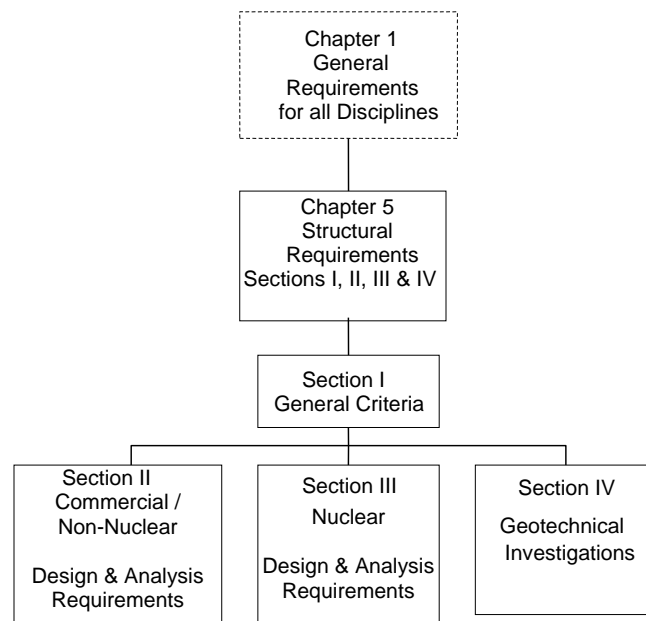 Chapter 1
General
Requirements
for all Disciplines
Chapter 5
Structural
Requirements
Sections I, II, III & IV
Section I
General Criteria
Section II
Commercial /
Non-Nuclear
Design & Analysis
Requirements
Section III
Nuclear
Design & Analysis
Requirements
Section IV
Geotechnical
Investigations